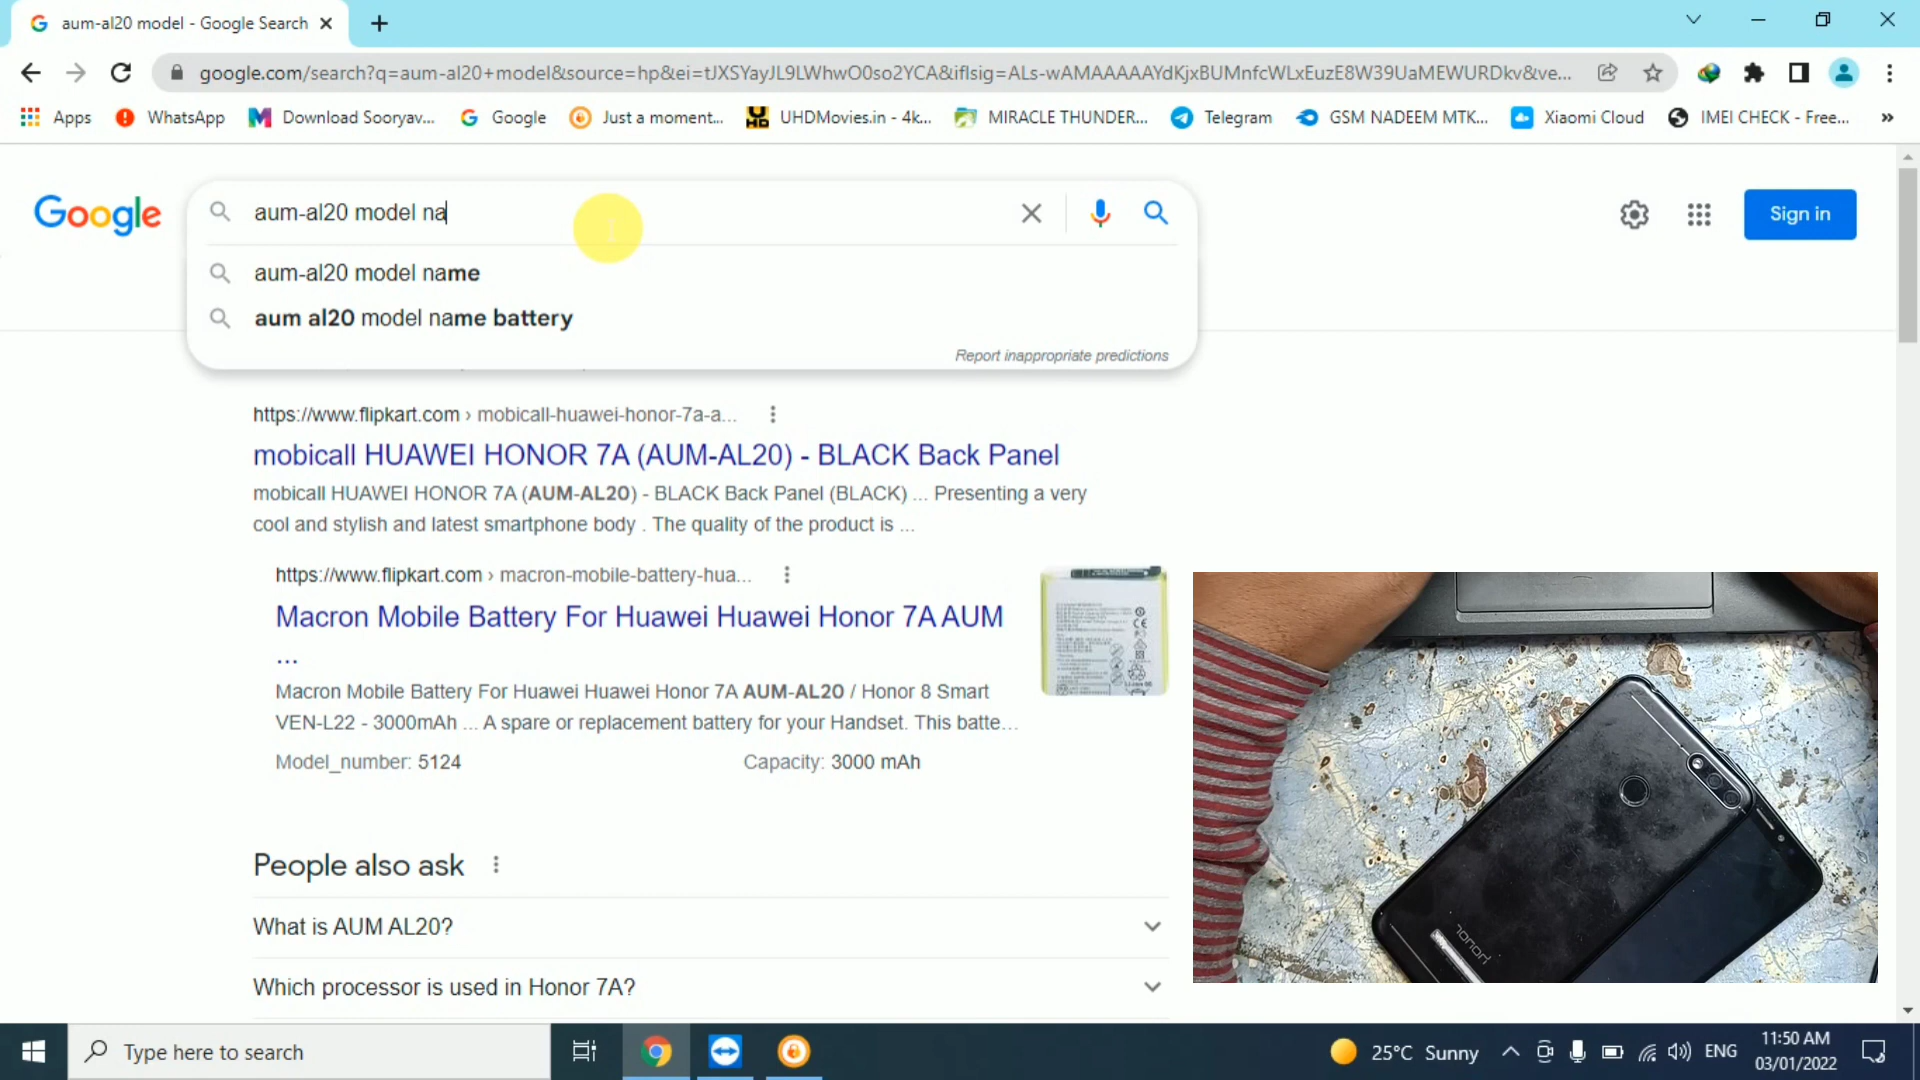 aum-al20 model - Google Search
google.com/search?q=aum-al20+model&source=hp&ei=tJXSYayJL9LWhwO0so2YCA&iflsig=ALs-wAMAAAAAYdKjxBUMnfcWLxEuzE8W39UaMEWURDkv&ve...
Apps WhatsApp Download Sooryav... Google Just a moment... UHD UHDMovies.in - 4k... MIRACLE THUNDER... Telegram GSM NADEEM MTK... Xiaomi Cloud IMEI CHECK - Free... »
Google
aum-al20 model na
Sign in
aum-al20 model name
aum al20 model name battery
Report inappropriate predictions
https://www.flipkart.com › mobicall-huawei-honor-7a-a...
mobicall HUAWEI HONOR 7A (AUM-AL20) - BLACK Back Panel
mobicall HUAWEI HONOR 7A (AUM-AL20) - BLACK Back Panel (BLACK) ... Presenting a very
cool and stylish and latest smartphone body . The quality of the product is ...
https://www.flipkart.com › macron-mobile-battery-hua...
Macron Mobile Battery For Huawei Huawei Honor 7A AUM
...
Macron Mobile Battery For Huawei Huawei Honor 7A AUM-AL20 / Honor 8 Smart
VEN-L22 - 3000mAh ... A spare or replacement battery for your Handset. This batte...
Model_number: 5124 Capacity: 3000 mAh
People also ask
What is AUM AL20?
Which processor is used in Honor 7A?
honor
Type here to search
25°C Sunny
ENG
11:50 AM
03/01/2022